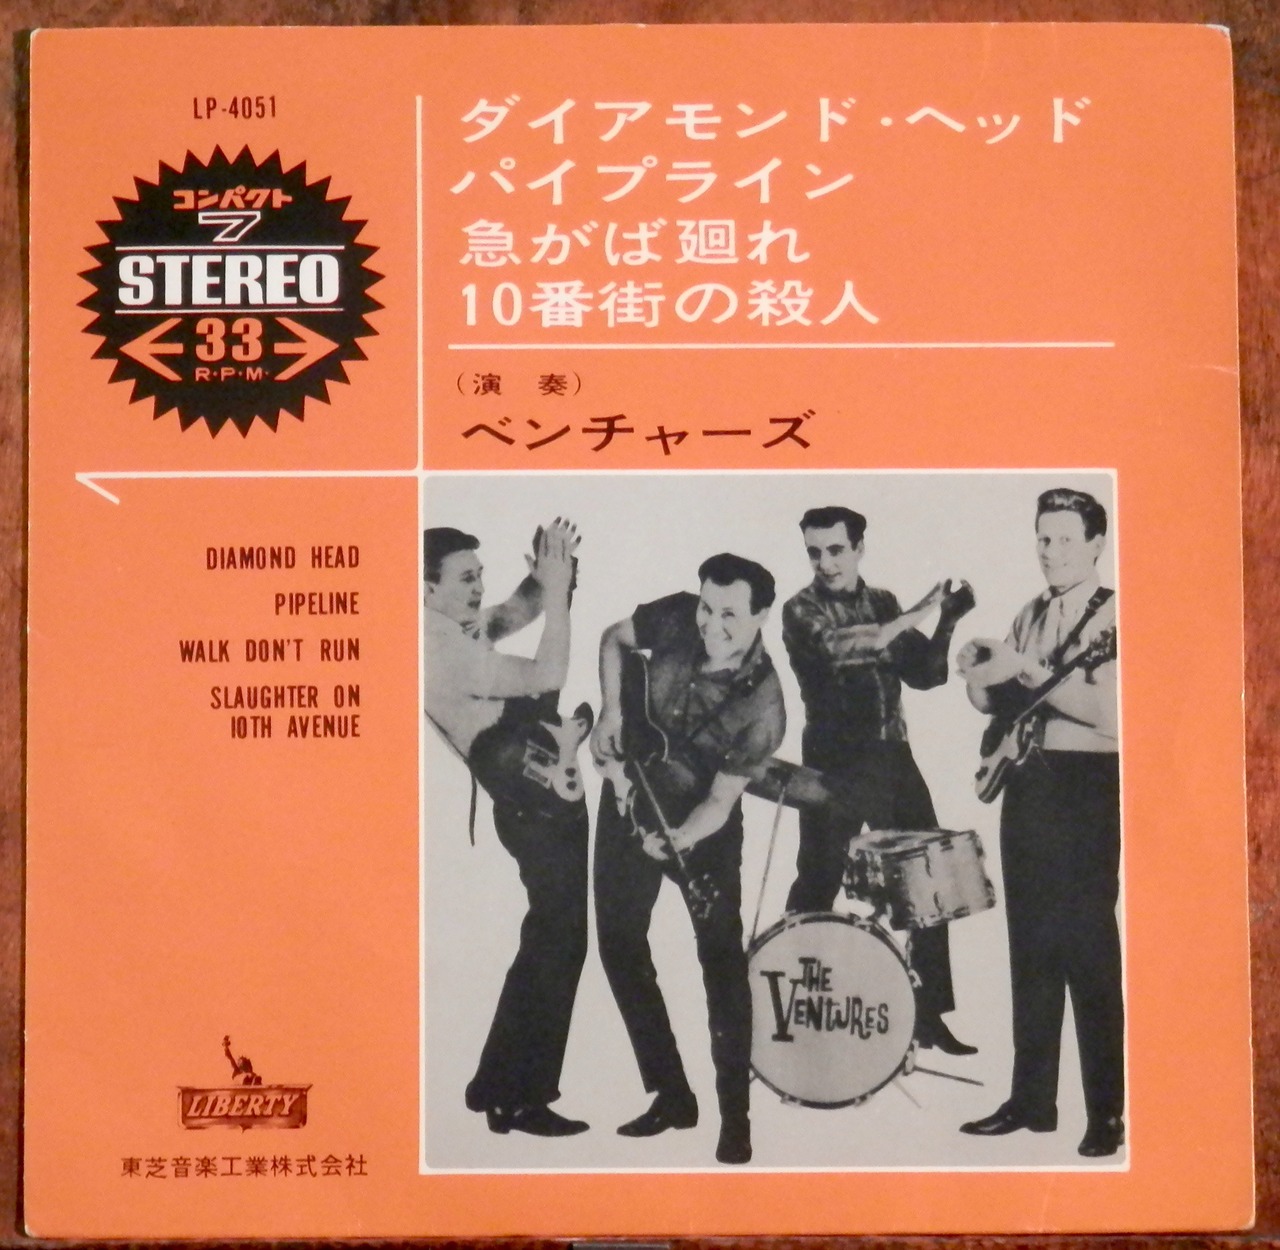 LP-4051
コンパクト
7
STEREO
33
R·P·M·
ダイアモンド・ヘッド
パイプライン
急がば廻れ
10番街の殺人
(演 奏)
ベンチャーズ
DIAMOND HEAD
PIPELINE
WALK DON'T RUN
SLAUGHTER ON
10TH AVENUE
THE
VENTURES
LIBERTY
東芝音楽工業株式会社